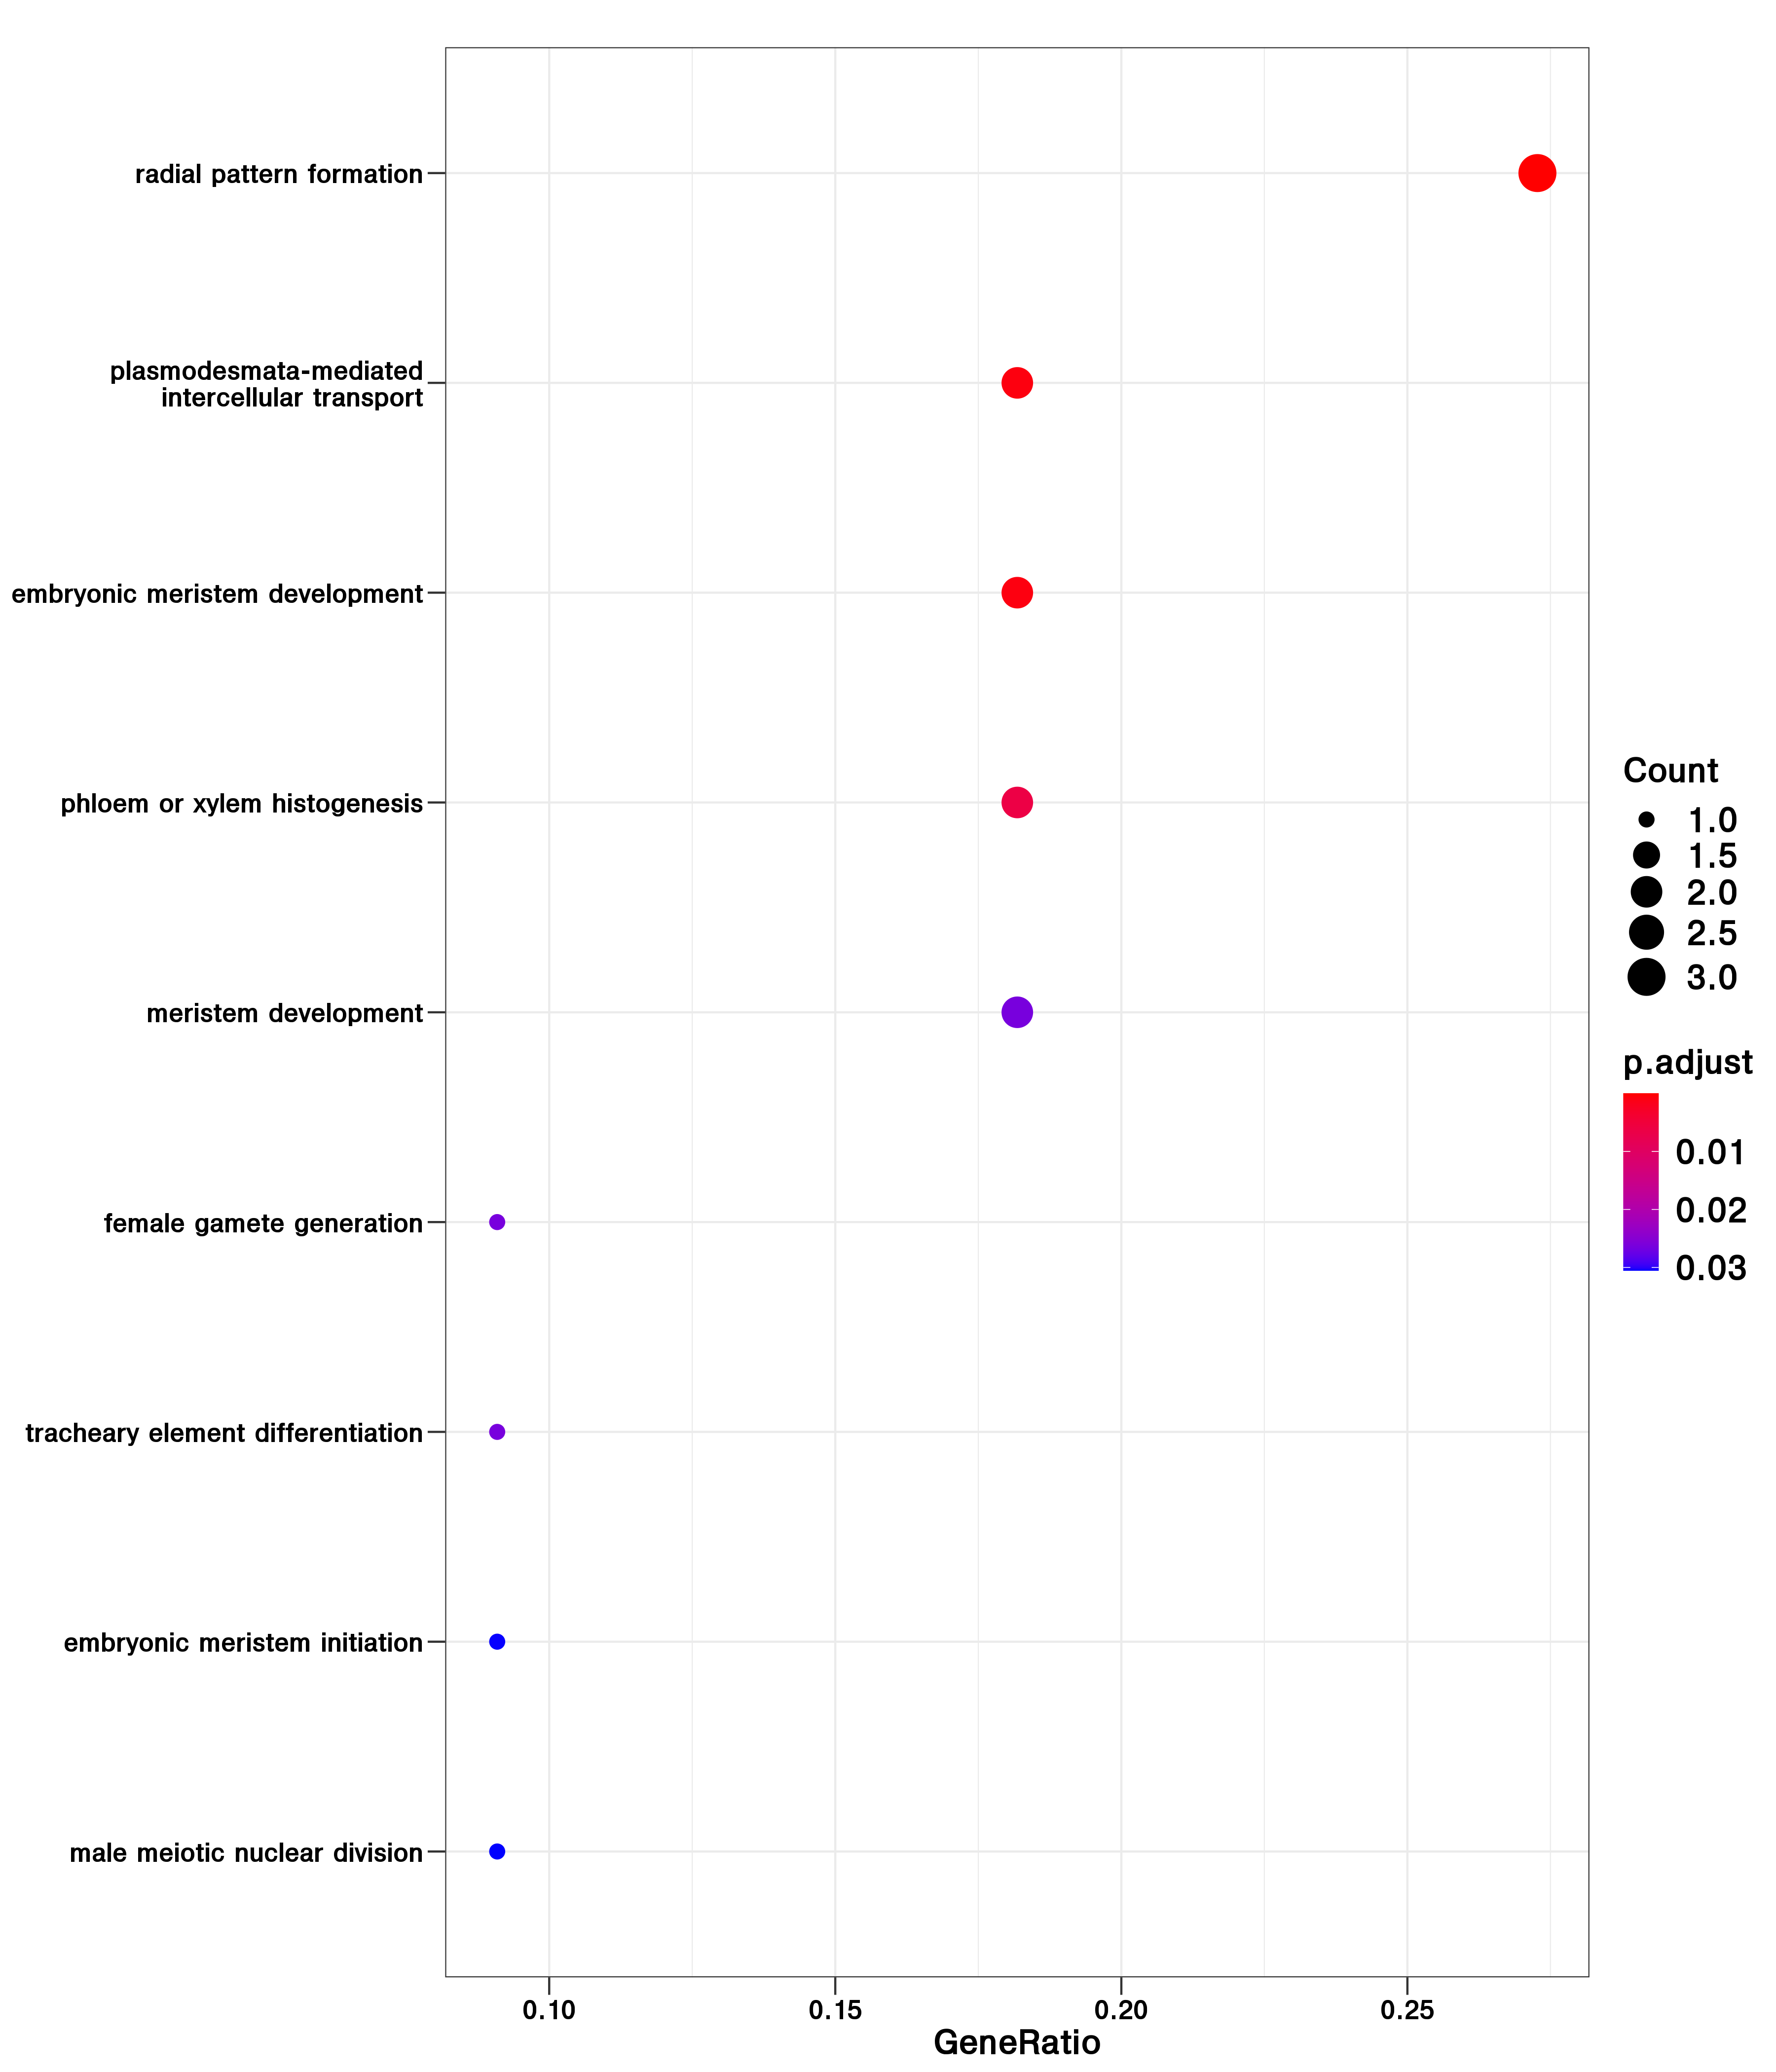 radial pattern formation
plasmodesmata-mediated
intercellular transport
embryonic meristem development
phloem or xylem histogenesis
meristem development
female gamete generation
tracheary element differentiation
embryonic meristem initiation
male meiotic nuclear division
0.10 0.15 0.20 0.25
GeneRatio
Count
1.0
1.5
2.0
2.5
3.0
p.adjust
0.01
0.02
0.03